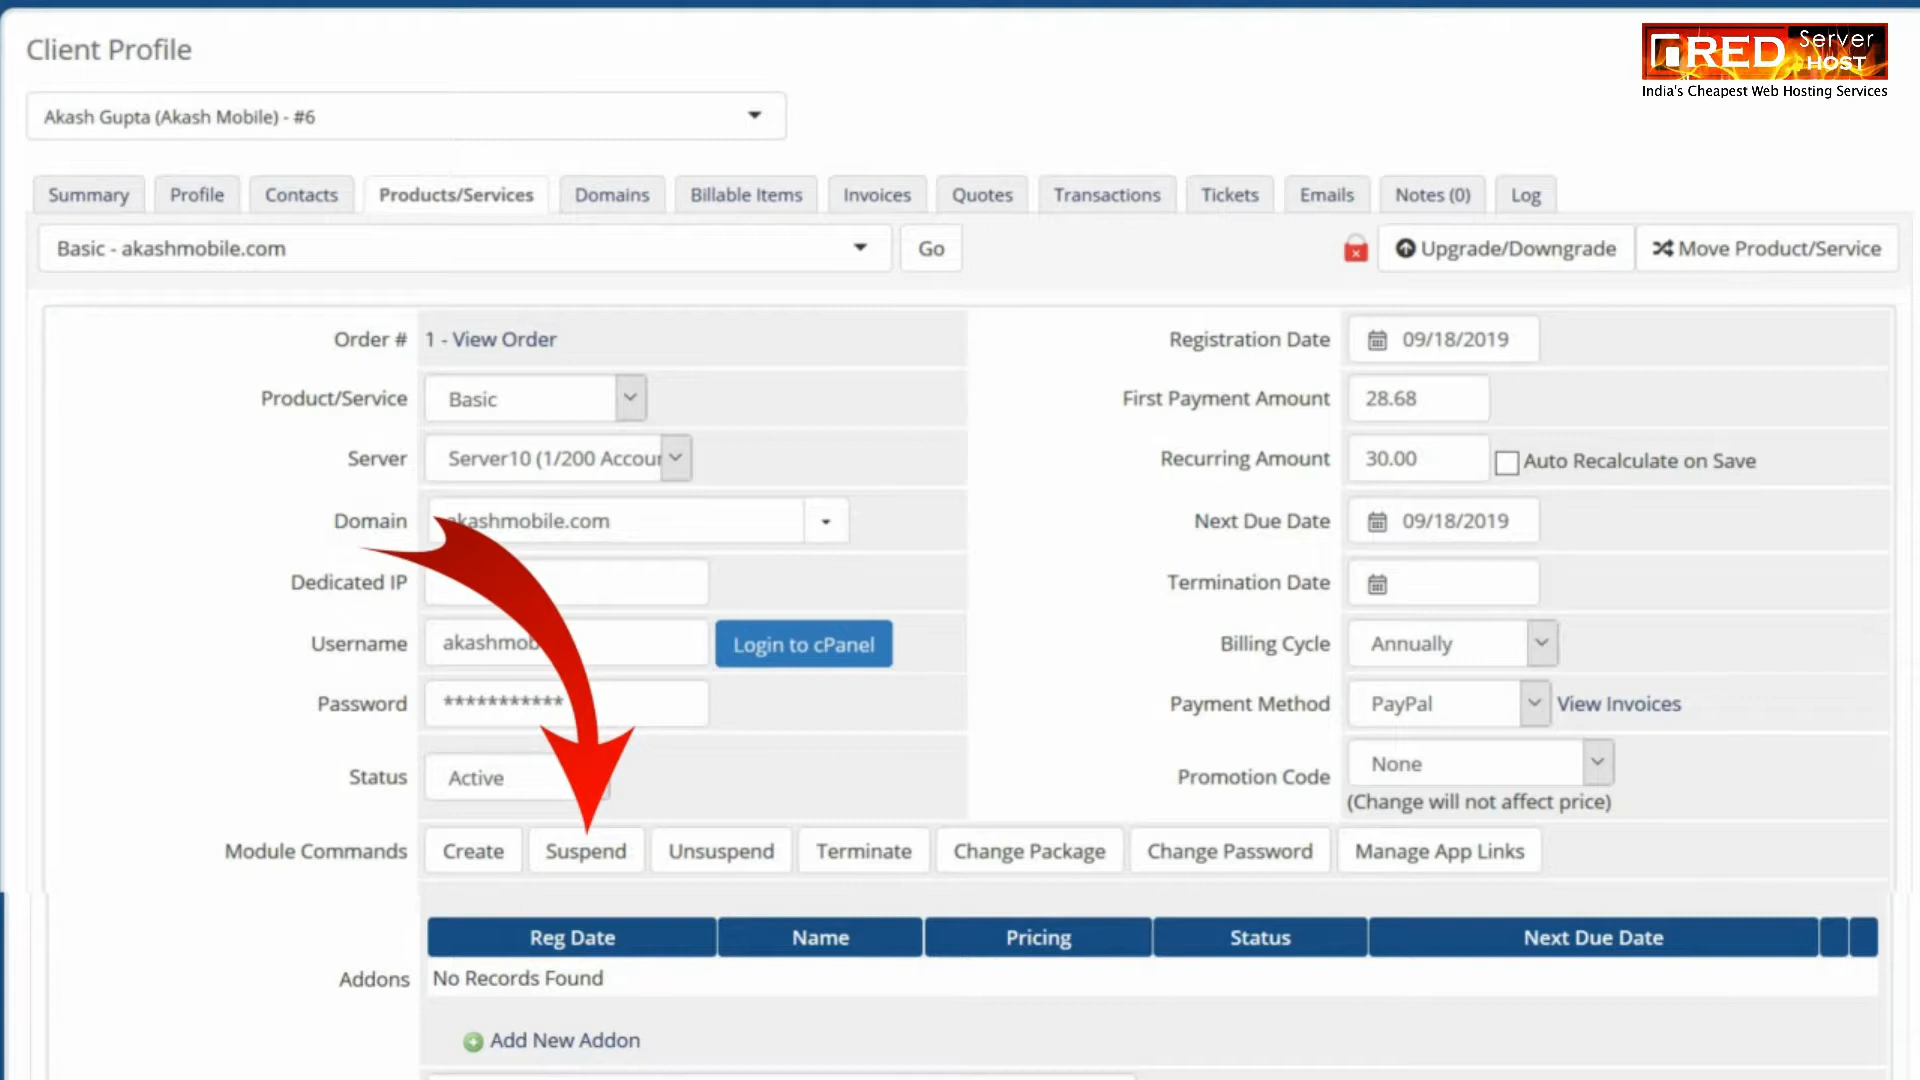 Client Profile
RED Server HOST
India's Cheapest Web Hosting Services
Akash Gupta (Akash Mobile) - #6
Summary Profile Contacts Products/Services Domains Billable Items Invoices Quotes Transactions Tickets Emails Notes (0) Log
Basic - akashmobile.com Go Upgrade/Downgrade Move Product/Service
Order # 1 - View Order Registration Date 09/18/2019
Product/Service Basic First Payment Amount 28.68
Server Server10 (1/200 Accour Recurring Amount 30.00 Auto Recalculate on Save
Domain akashmobile.com Next Due Date 09/18/2019
Dedicated IP Termination Date
Username akashmob Login to cPanel Billing Cycle Annually
Password *********** Payment Method PayPal View Invoices
Status Active Promotion Code None
(Change will not affect price)
Module Commands Create Suspend Unsuspend Terminate Change Package Change Password Manage App Links
Reg Date Name Pricing Status Next Due Date
Addons No Records Found
Add New Addon